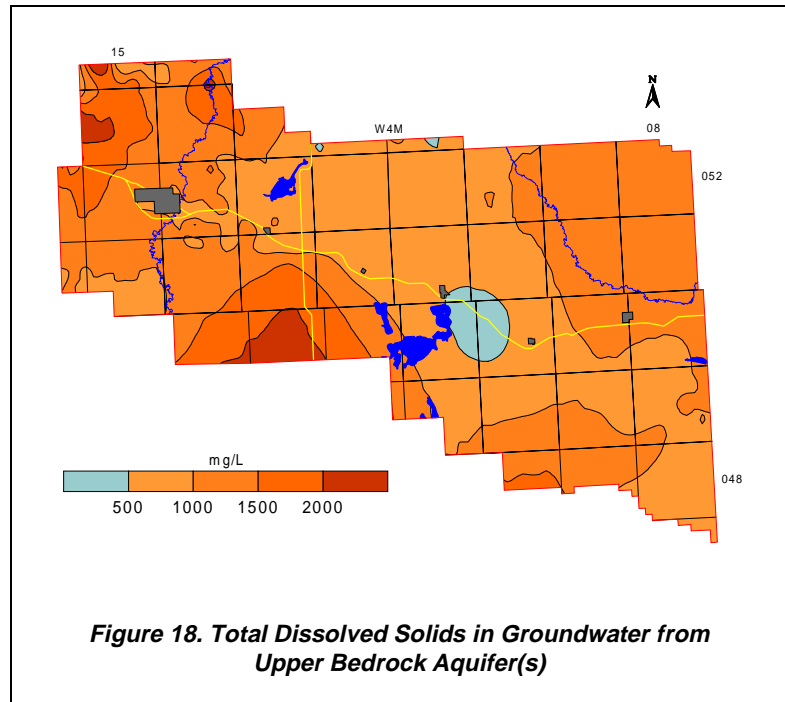 15
N
W4M
08
052
048
mg/L
500 1000 1500 2000
Figure 18. Total Dissolved Solids in Groundwater from
Upper Bedrock Aquifer(s)